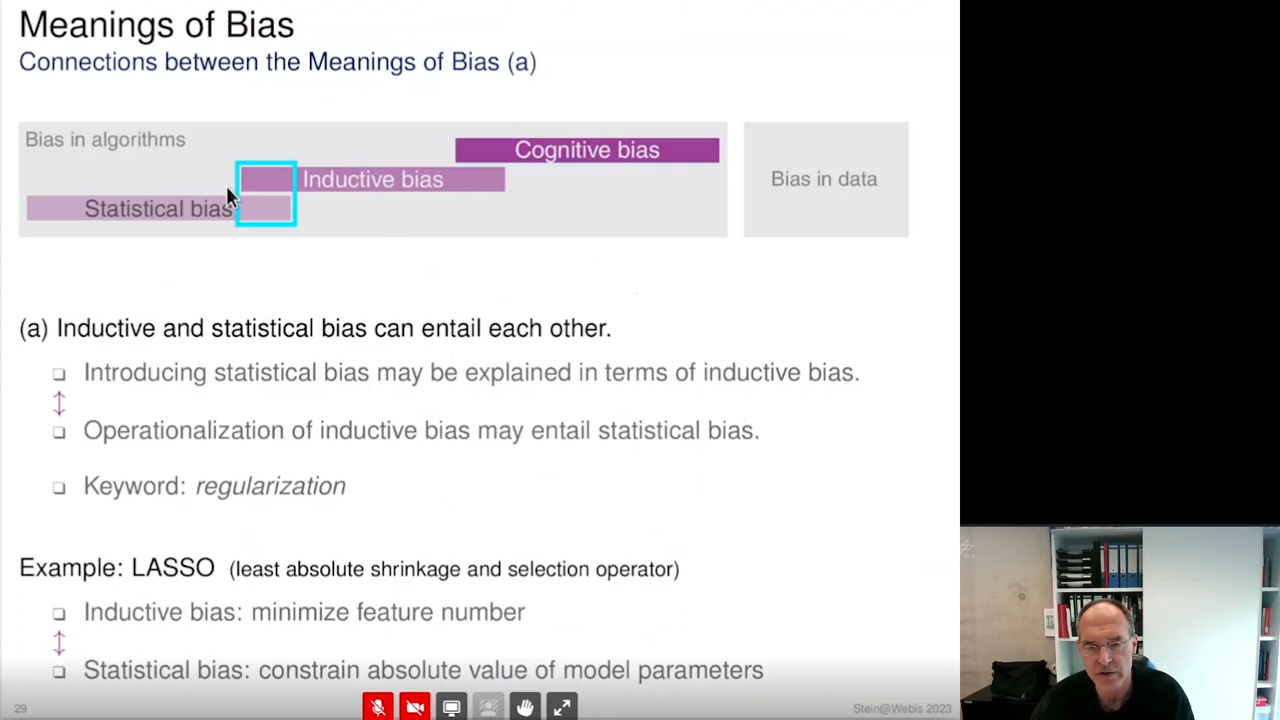 Meanings of Bias
Connections between the Meanings of Bias (a)
Bias in algorithms
Cognitive bias
Inductive bias
Statistical bias
Bias in data
(a) Inductive and statistical bias can entail each other.
❑ Introducing statistical bias may be explained in terms of inductive bias.
↕
❑ Operationalization of inductive bias may entail statistical bias.
❑ Keyword: regularization
Example: LASSO (least absolute shrinkage and selection operator)
❑ Inductive bias: minimize feature number
↕
❑ Statistical bias: constrain absolute value of model parameters
29
Stein@Webis 2023